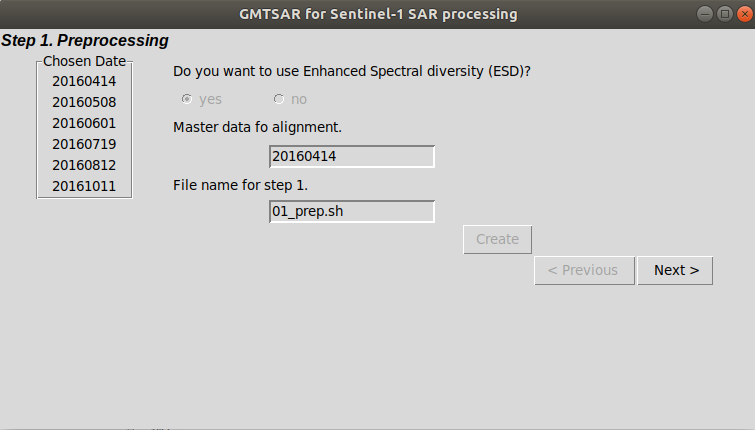 GMTSAR for Sentinel-1 SAR processing
Step 1. Preprocessing
Chosen Date
20160414
20160508
20160601
20160719
20160812
20161011
Do you want to use Enhanced Spectral diversity (ESD)?
yes no
Master data fo alignment.
20160414
File name for step 1.
01_prep.sh
Create
< Previous Next >